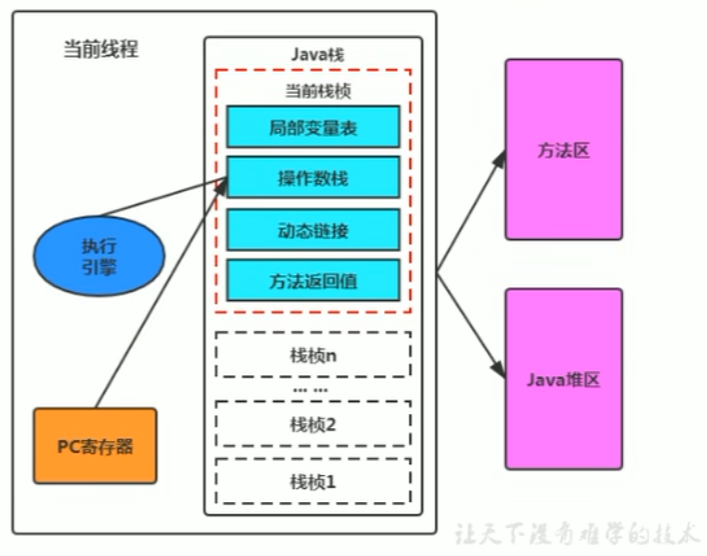 当前线程
Java栈
当前栈桢
局部变量表
操作数栈
动态链接
方法返回值
执行
引擎
PC寄存器
栈桢n
... ...
栈桢2
栈桢1
方法区
Java堆区
让天下没有难学的技术